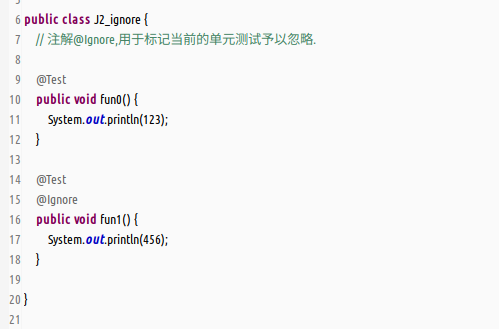 6 public class J2_ignore {
7 // 注解@Ignore,用于标记当前的单元测试予以忽略.
8
9 @Test
10 public void fun0() {
11 System.out.println(123);
12 }
13
14 @Test
15 @Ignore
16 public void fun1() {
17 System.out.println(456);
18 }
19
20 }
21